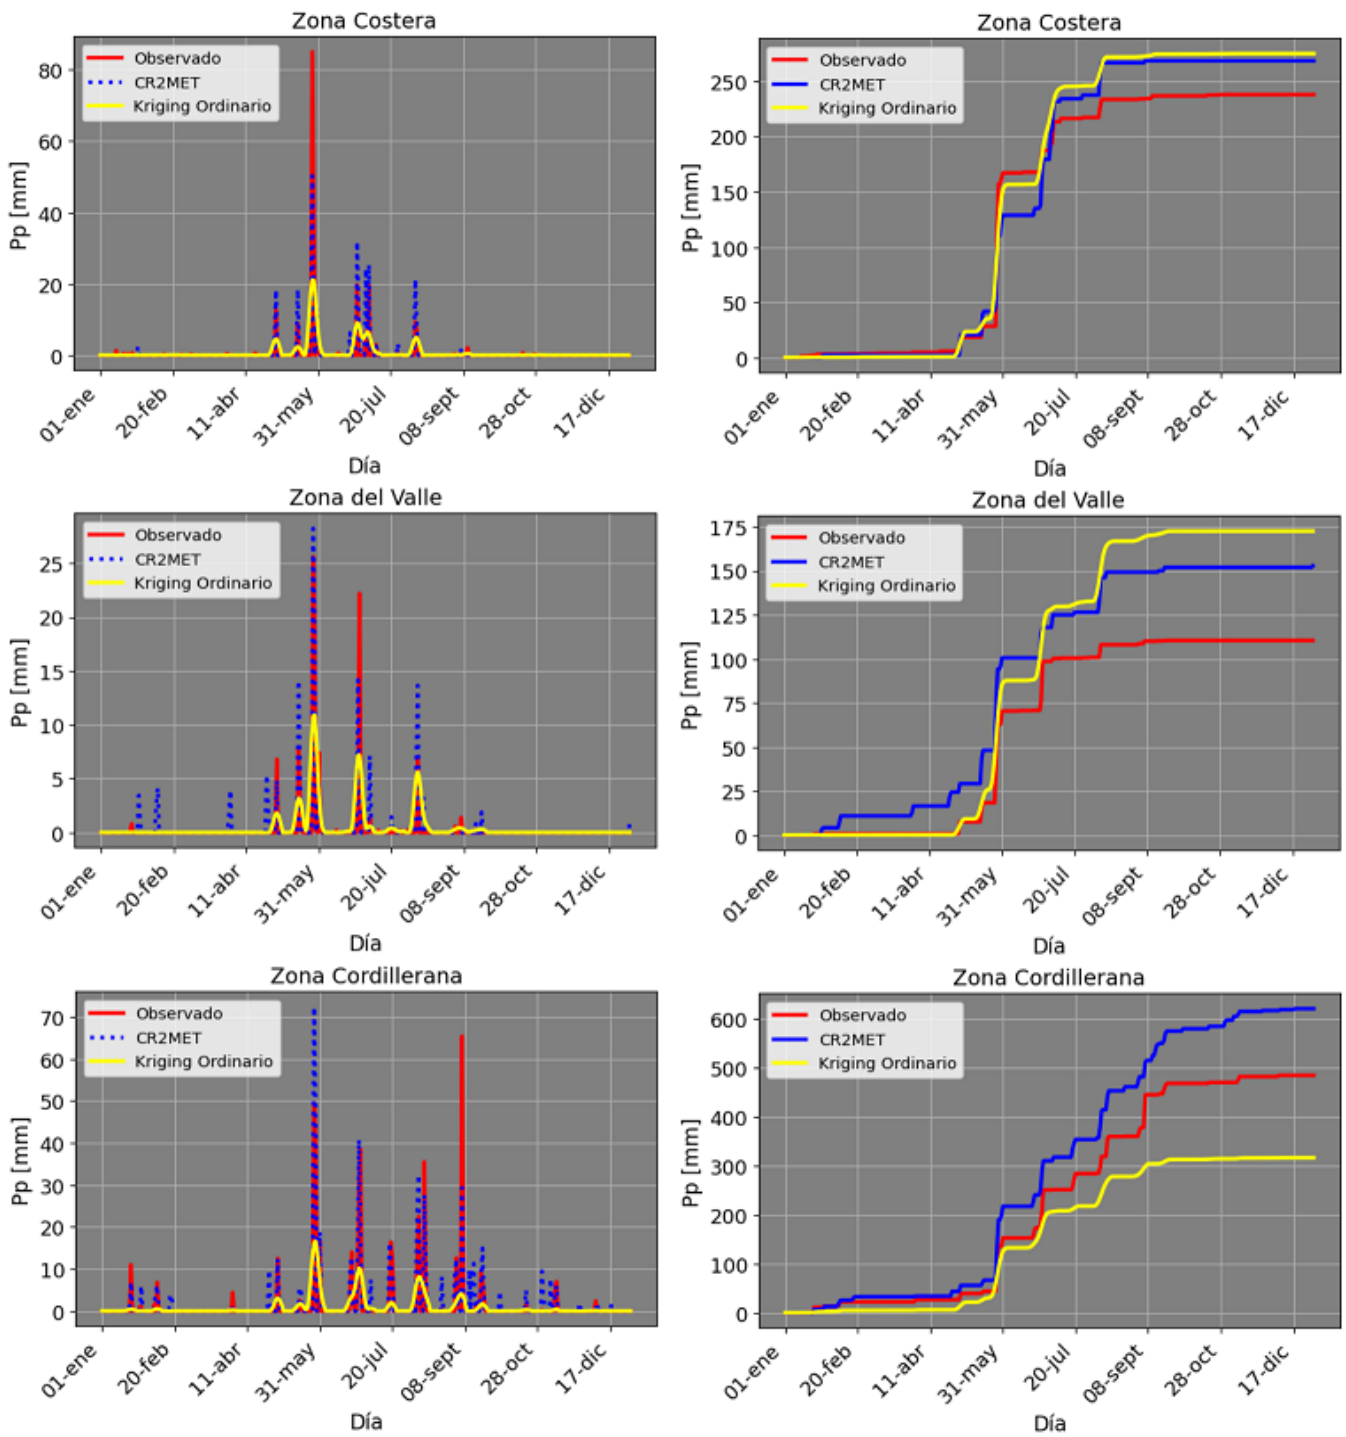 Zona Costera
Observado
CR2MET
Kriging Ordinario
Pp [mm]
80
60
40
20
0
01-ene
20-feb
11-abr
31-may
20-jul
08-sept
28-oct
17-dic
Día
Zona Costera
Observado
CR2MET
Kriging Ordinario
Pp [mm]
250
200
150
100
50
0
01-ene
20-feb
11-abr
31-may
20-jul
08-sept
28-oct
17-dic
Día
Zona del Valle
Observado
CR2MET
Kriging Ordinario
Pp [mm]
25
20
15
10
5
0
01-ene
20-feb
11-abr
31-may
20-jul
08-sept
28-oct
17-dic
Día
Zona del Valle
Observado
CR2MET
Kriging Ordinario
Pp [mm]
175
150
125
100
75
50
25
0
01-ene
20-feb
11-abr
31-may
20-jul
08-sept
28-oct
17-dic
Día
Zona Cordillerana
Observado
CR2MET
Kriging Ordinario
Pp [mm]
70
60
50
40
30
20
10
0
01-ene
20-feb
11-abr
31-may
20-jul
08-sept
28-oct
17-dic
Día
Zona Cordillerana
Observado
CR2MET
Kriging Ordinario
Pp [mm]
600
500
400
300
200
100
0
01-ene
20-feb
11-abr
31-may
20-jul
08-sept
28-oct
17-dic
Día